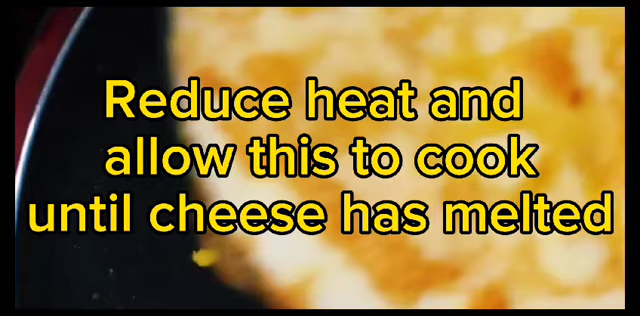 Reduce heat and
allow this to cook
until cheese has melted